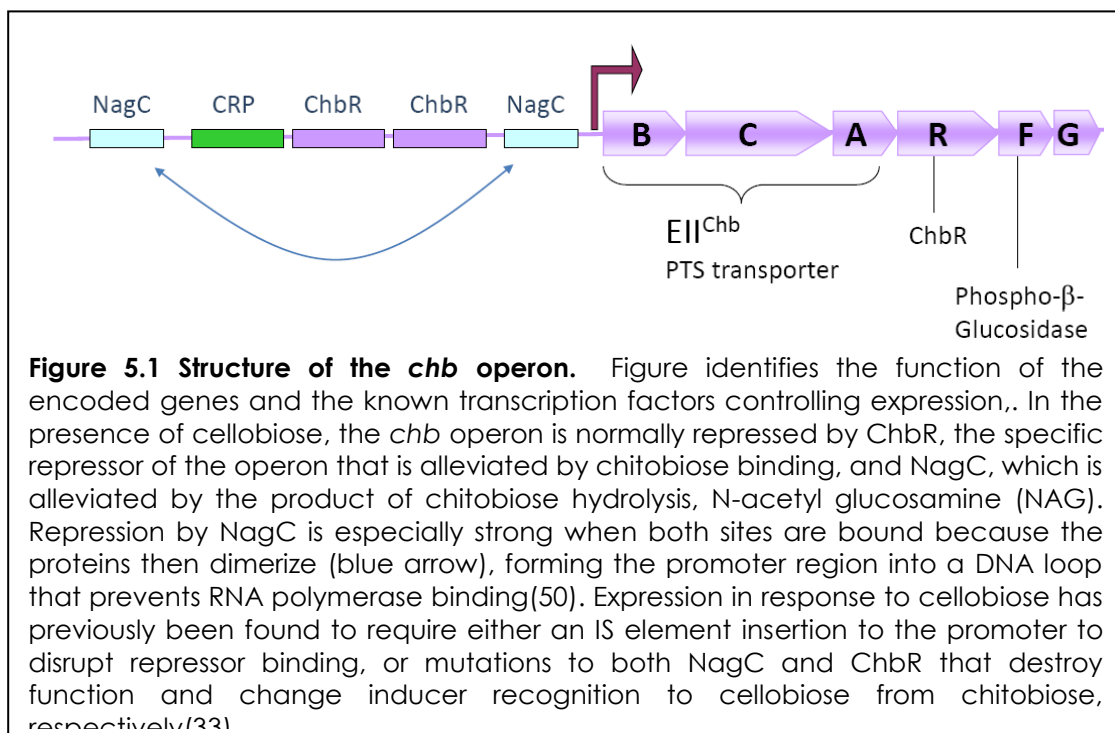 NagC CRP ChbR ChbR NagC
B C A R F G
EII^Chb
PTS transporter
ChbR
Phospho-β-
Glucosidase
Figure 5.1 Structure of the chb operon. Figure identifies the function of the
encoded genes and the known transcription factors controlling expression,. In the
presence of cellobiose, the chb operon is normally repressed by ChbR, the specific
repressor of the operon that is alleviated by chitobiose binding, and NagC, which is
alleviated by the product of chitobiose hydrolysis, N-acetyl glucosamine (NAG).
Repression by NagC is especially strong when both sites are bound because the
proteins then dimerize (blue arrow), forming the promoter region into a DNA loop
that prevents RNA polymerase binding(50). Expression in response to cellobiose has
previously been found to require either an IS element insertion to the promoter to
disrupt repressor binding, or mutations to both NagC and ChbR that destroy
function and change inducer recognition to cellobiose from chitobiose,
respectively(33)